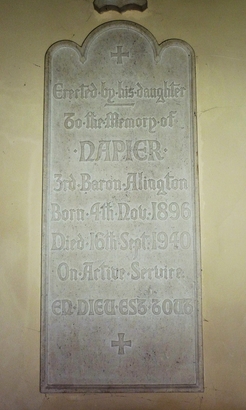 Erected·by·his·daughter
To·the·Memory·of
·NAPIER·
3rd·Baron·Alington
Born·4th·Nov·1896
Died·16th·Sept·1940
On·Active·Service
EN·DIEU·EST·TOUT